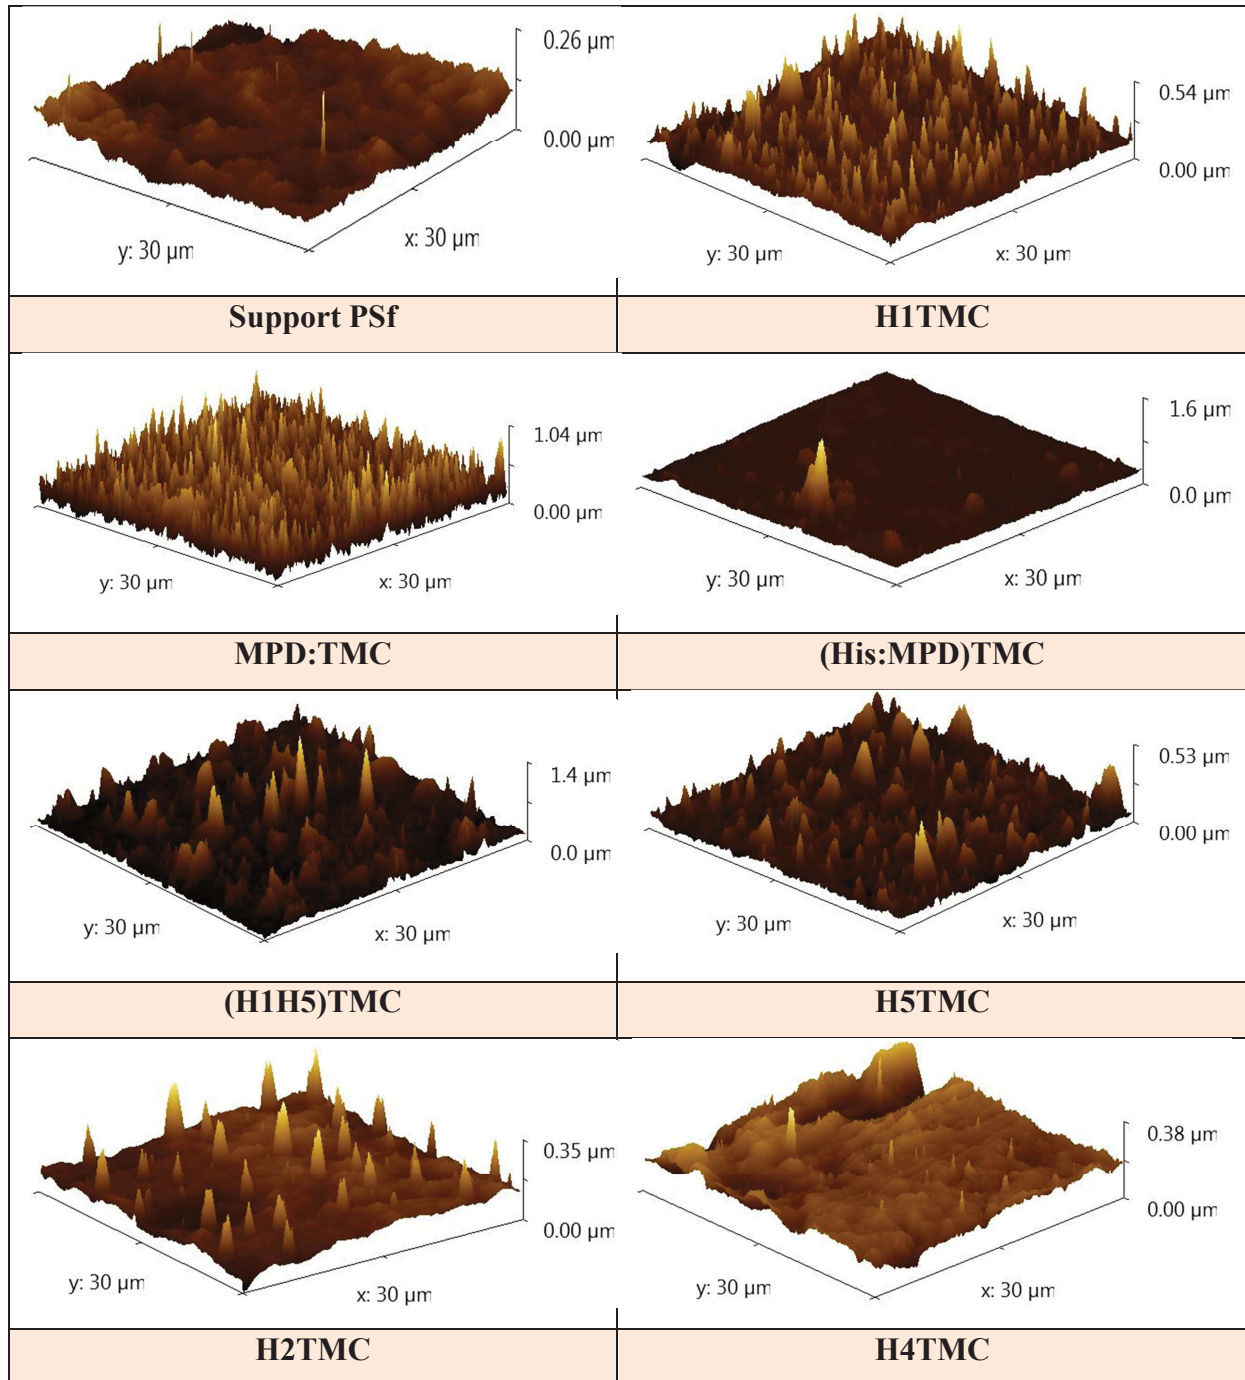 0.26 µm
0.00 µm
y: 30 µm
x: 30 µm
Support PSf
0.54 µm
0.00 µm
y: 30 µm
x: 30 µm
H1TMC
1.04 µm
0.00 µm
y: 30 µm
x: 30 µm
MPD:TMC
1.6 µm
0.0 µm
y: 30 µm
x: 30 µm
(His:MPD)TMC
1.4 µm
0.0 µm
y: 30 µm
x: 30 µm
(H1H5)TMC
0.53 µm
0.00 µm
y: 30 µm
x: 30 µm
H5TMC
0.35 µm
0.00 µm
y: 30 µm
x: 30 µm
H2TMC
0.38 µm
0.00 µm
y: 30 µm
x: 30 µm
H4TMC